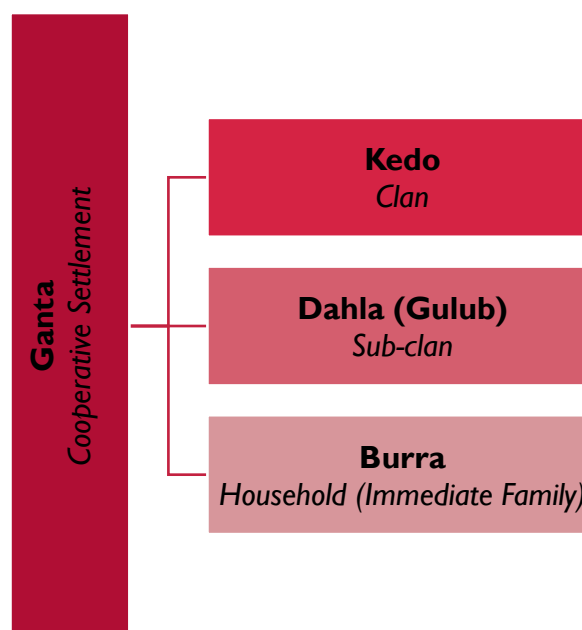 Ganta
Cooperative Settlement
Kedo
Clan
Dahla (Gulub)
Sub-clan
Burra
Household (Immediate Family)